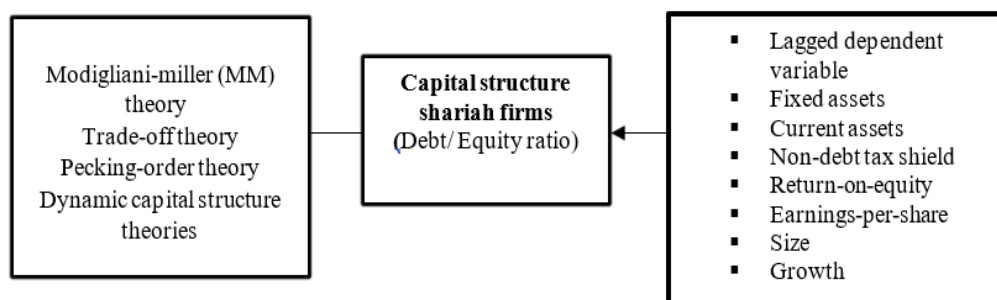 Modigliani-miller (MM)
theory
Trade-off theory
Pecking-order theory
Dynamic capital structure
theories
Capital structure
shariah firms
(Debt/ Equity ratio)
▪ Lagged dependent
variable
▪ Fixed assets
▪ Current assets
▪ Non-debt tax shield
▪ Return-on-equity
▪ Earnings-per-share
▪ Size
▪ Growth